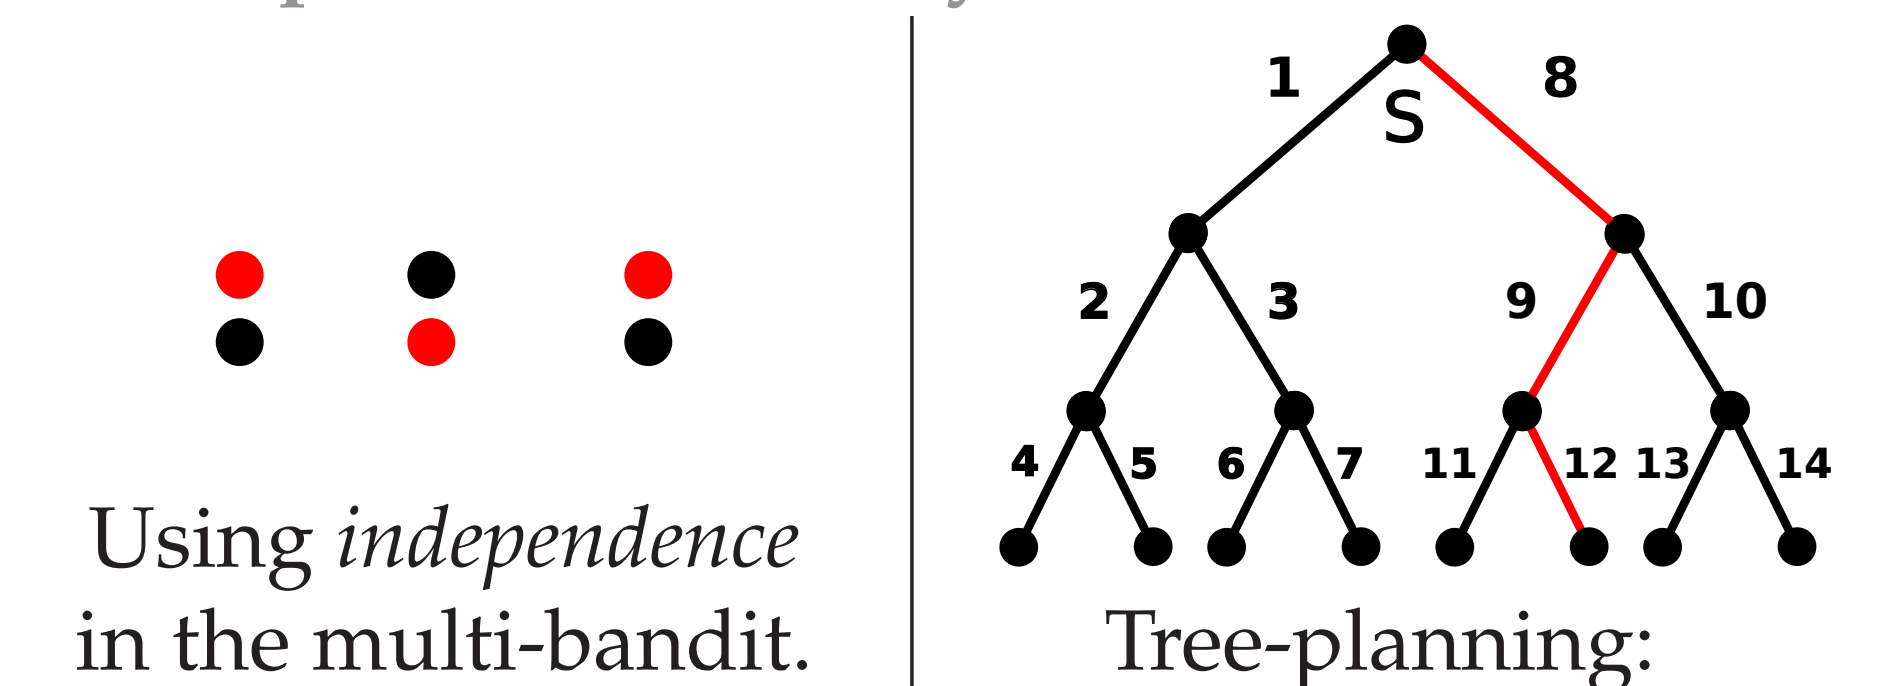 Using independence
in the multi-bandit.
1 8
S
2 3 9 10
4 5 6 7 11 12 13 14
Tree-planning: